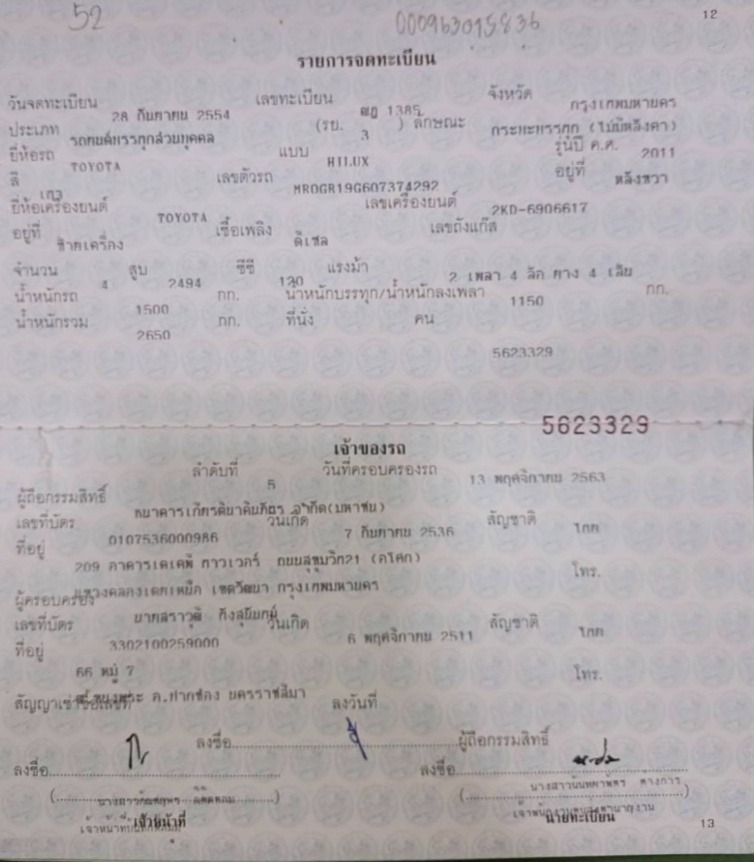 52
000963015836
12
รายการจดทะเบียน
วันจดทะเบียน 28 กันยายน 2554 เลขทะเบียน 1385 จังหวัด กรุงเทพมหานคร
ประเภท รถยนต์บรรทุกส่วนบุคคล (รย. 3 ) ลักษณะ กระบะบรรทุก (ไม่มีหลังคา)
ยี่ห้อรถ TOYOTA แบบ HILUX รุ่นปี ค.ศ. 2011
สี เทา เลขตัวรถ MR0GR19G607374292 อยู่ที่ หลังขวา
ยี่ห้อเครื่องยนต์ TOYOTA เลขเครื่องยนต์ 2KD-6906617
อยู่ที่ ซ้ายเครื่อง เชื้อเพลิง ดีเซล เลขถังแก๊ส
จำนวน 4 สูบ 2494 ซีซี 120 แรงม้า 2 เพลา 4 ล้อ ยาง 4 เส้น
น้ำหนักรถ 1500 กก. น้ำหนักบรรทุก/น้ำหนักลงเพลา 1150 กก.
น้ำหนักรวม 2650 กก. ที่นั่ง คน
5623329
5623329
เจ้าของรถ
ลำดับที่ 5 วันที่ครอบครองรถ 13 พฤศจิกายน 2563
ผู้ถือกรรมสิทธิ์ ธนาคารเกียรตินาคินภัทร จำกัด(มหาชน)
เลขที่บัตร 0107536000986 วันเกิด 7 กันยายน 2536 สัญชาติ ไทย
ที่อยู่ 209 อาคารเคเคพี ทาวเวอร์ ถนนสุขุมวิท21 (อโศก) โทร.
แขวงคลองเตยเหนือ เขตวัฒนา กรุงเทพมหานคร
ผู้ครอบครอง นายสราวุฒิ
เลขที่บัตร 3302100259000 วันเกิด 6 พฤศจิกายน 2511 สัญชาติ ไทย
ที่อยู่ 66 หมู่ 7 โทร.
อ.ปากช่อง นครราชสีมา
สัญญาเช่าซื้อเลขที่ ลงวันที่
ลงชื่อ ผู้ถือกรรมสิทธิ์
ลงชื่อ ลงชื่อ
นางสาว
เจ้าหน้าที่ นายทะเบียน
13